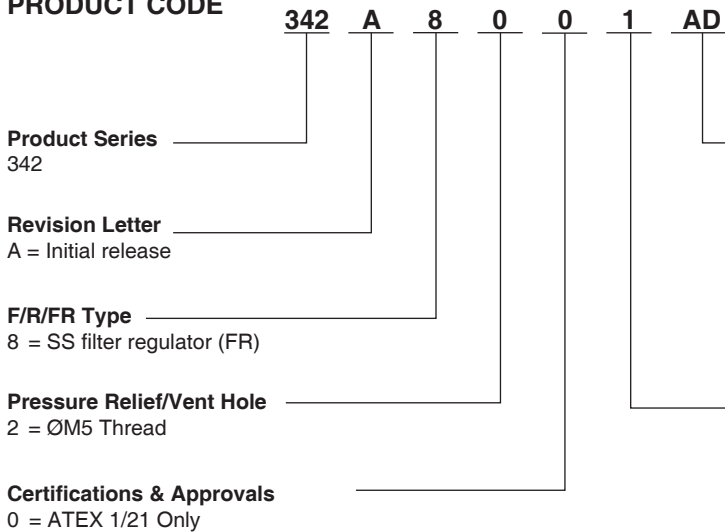 PRODUCT CODE
342 A 8 0 0 1 AD
Product Series
342
Revision Letter
A = Initial release
F/R/FR Type
8 = SS filter regulator (FR)
Pressure Relief/Vent Hole
2 = ØM5 Thread
Certifications & Approvals
0 = ATEX 1/21 Only